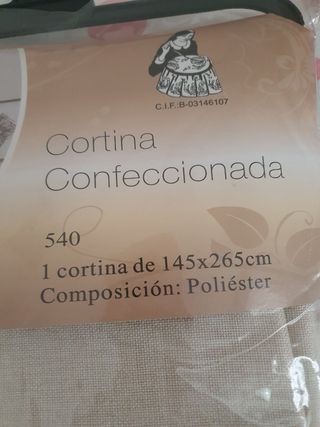 C.I.F.:B-03146107
Cortina
Confeccionada
540
1 cortina de 145x265cm
Composición: Poliéster